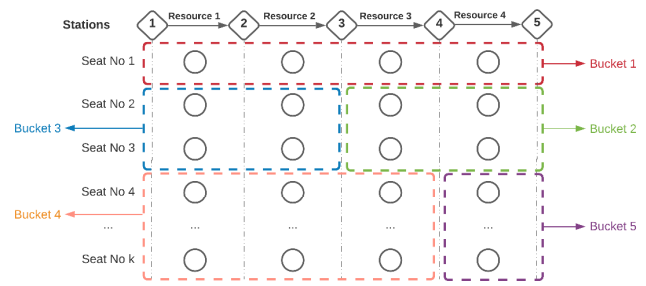 Stations 1 Resource 1 2 Resource 2 3 Resource 3 4 Resource 4 5
Seat No 1
Bucket 1
Seat No 2
Bucket 3
Bucket 2
Seat No 3
Seat No 4
Bucket 4
... ... ... ... ...
Bucket 5
Seat No k